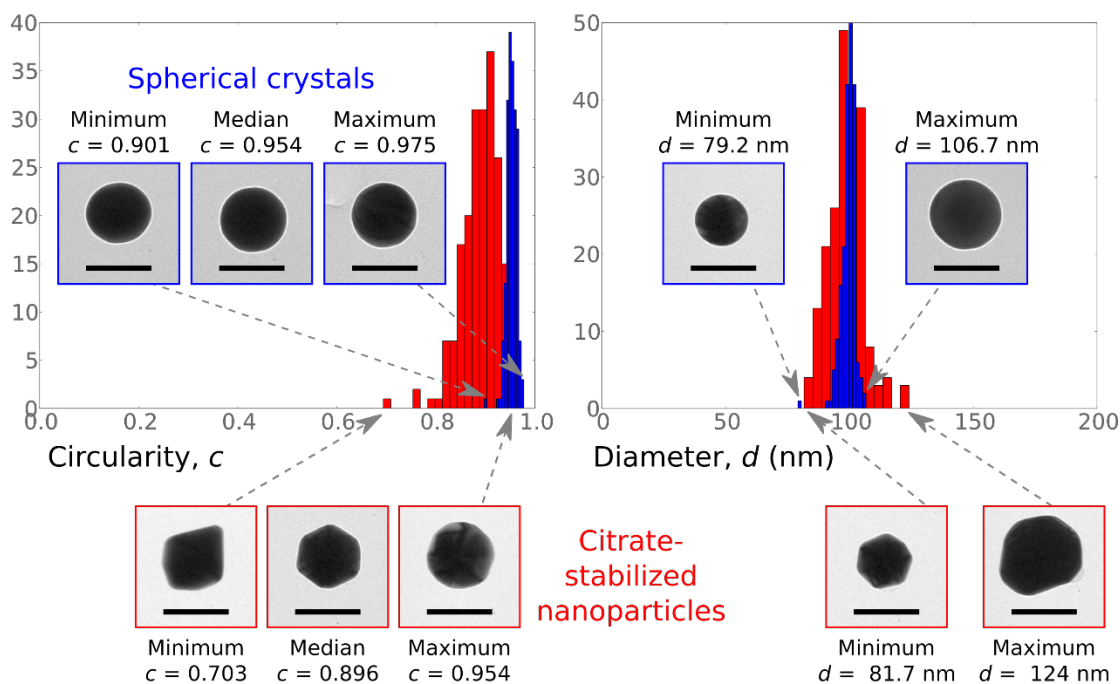 40
35
30
25
20
15
10
5
0
0.0
0.2
0.4
0.6
0.8
1.0
Spherical crystals
Minimum
c = 0.901
Median
c = 0.954
Maximum
c = 0.975
Circularity, c
50
40
30
20
10
0
50
100
150
200
Minimum
d = 79.2 nm
Maximum
d = 106.7 nm
Diameter, d (nm)
Minimum
c = 0.703
Median
c = 0.896
Maximum
c = 0.954
Citrate-
stabilized
nanoparticles
Minimum
d = 81.7 nm
Maximum
d = 124 nm